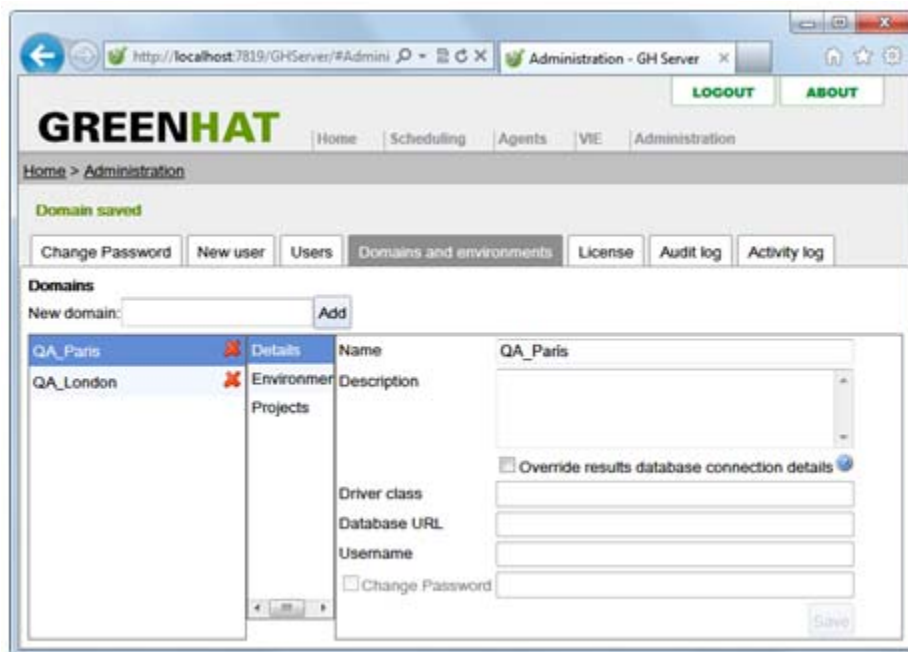 http://localhost:7819/GHServer/#Admini
Administration - GH Server
LOGOUT ABOUT
GREENHAT
Home Scheduling Agents VIE Administration
Home > Administration
Domain saved
Change Password New user Users Domains and environments License Audit log Activity log
Domains
New domain: Add
QA_Paris Details Name QA_Paris
QA_London Environmer Description
Projects
Override results database connection details
Driver class
Database URL
Username
Change Password
Save